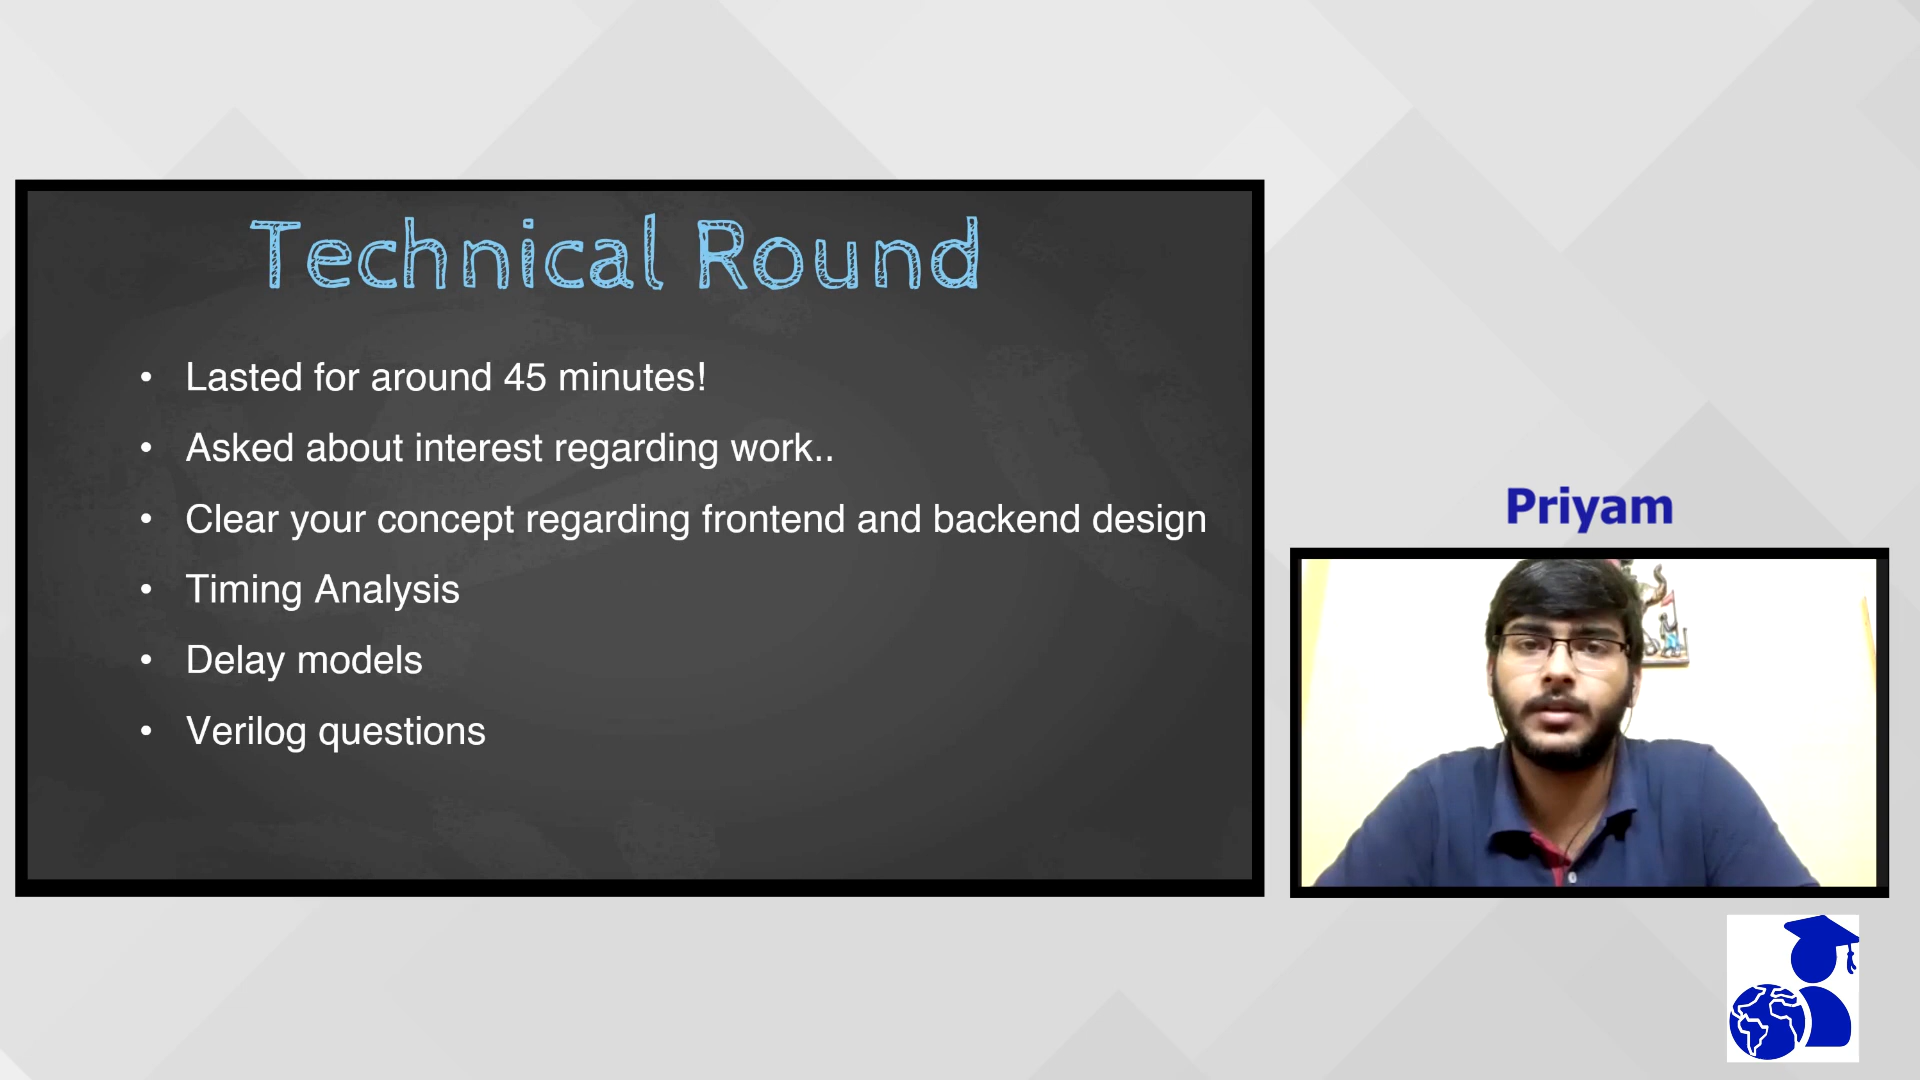 Technical Round
• Lasted for around 45 minutes!
• Asked about interest regarding work..
• Clear your concept regarding frontend and backend design
• Timing Analysis
• Delay models
• Verilog questions
Priyam